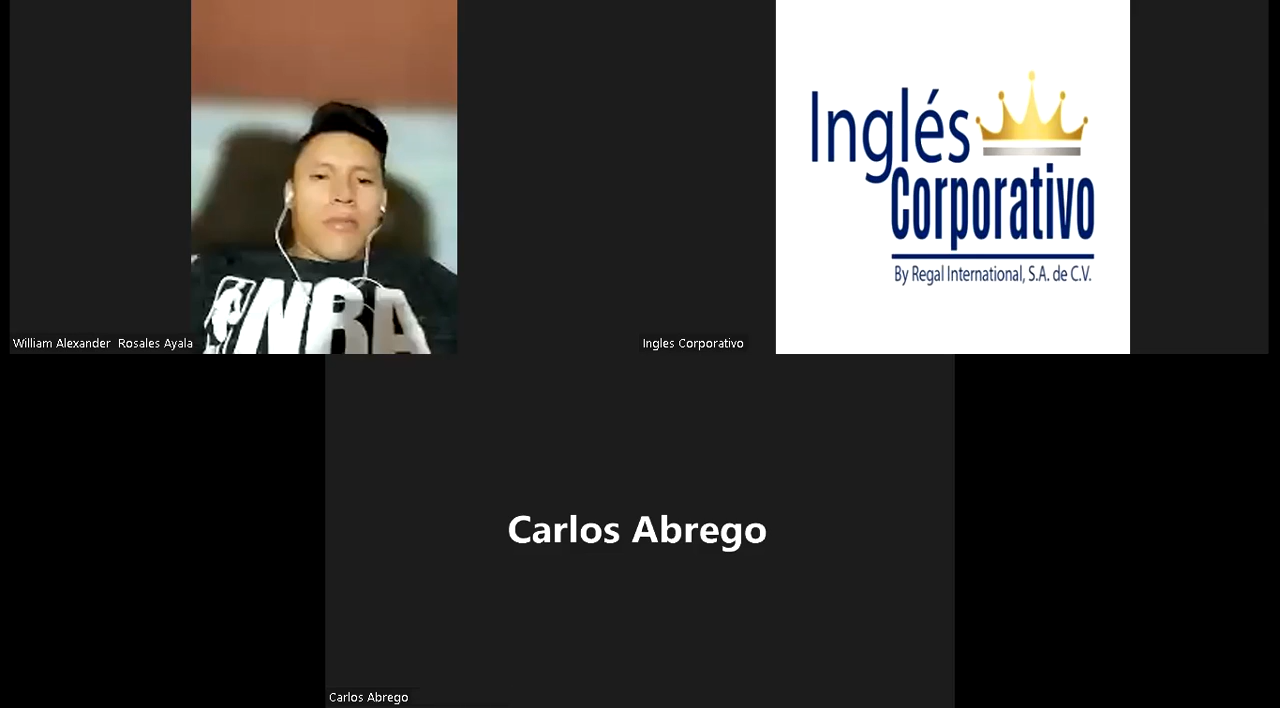 NBA
William Alexander  Rosales Ayala
Inglés
Corporativo
By Regal International, S.A. de C.V.
Ingles Corporativo
Carlos Abrego
Carlos Abrego